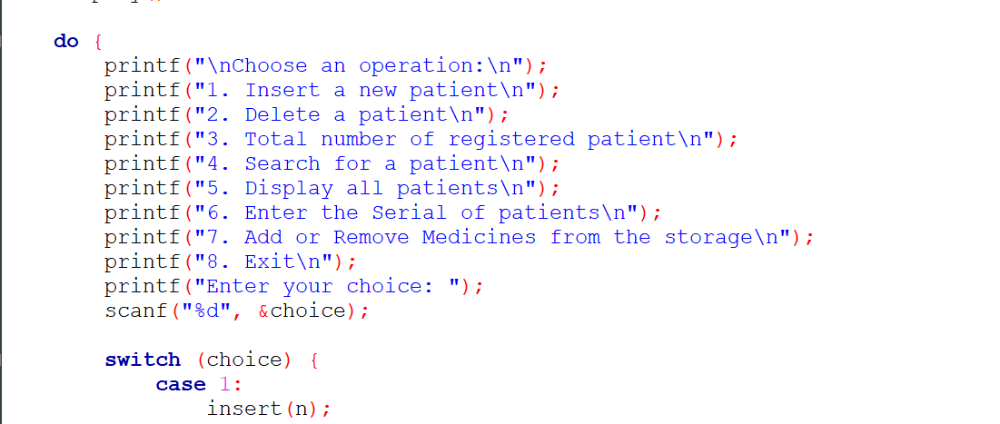 do {
printf("\nChoose an operation:\n");
printf("1. Insert a new patient\n");
printf("2. Delete a patient\n");
printf("3. Total number of registered patient\n");
printf("4. Search for a patient\n");
printf("5. Display all patients\n");
printf("6. Enter the Serial of patients\n");
printf("7. Add or Remove Medicines from the storage\n");
printf("8. Exit\n");
printf("Enter your choice: ");
scanf("%d", &choice);
switch (choice) {
case 1:
insert(n);